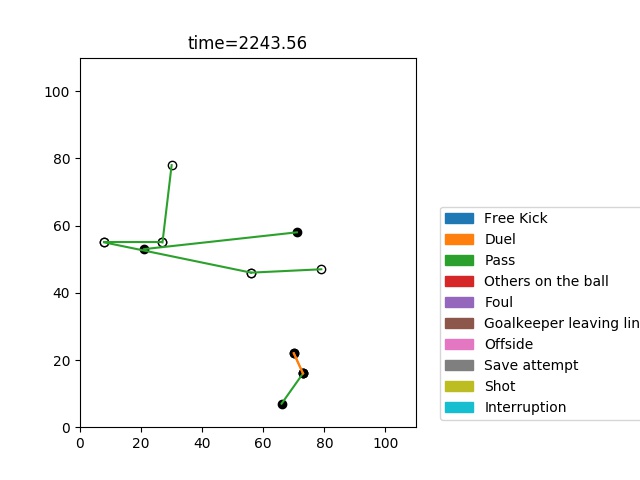 time=2243.56
100
80
60
40
20
0
0 20 40 60 80 100
Free Kick
Duel
Pass
Others on the ball
Foul
Goalkeeper leaving lin
Offside
Save attempt
Shot
Interruption